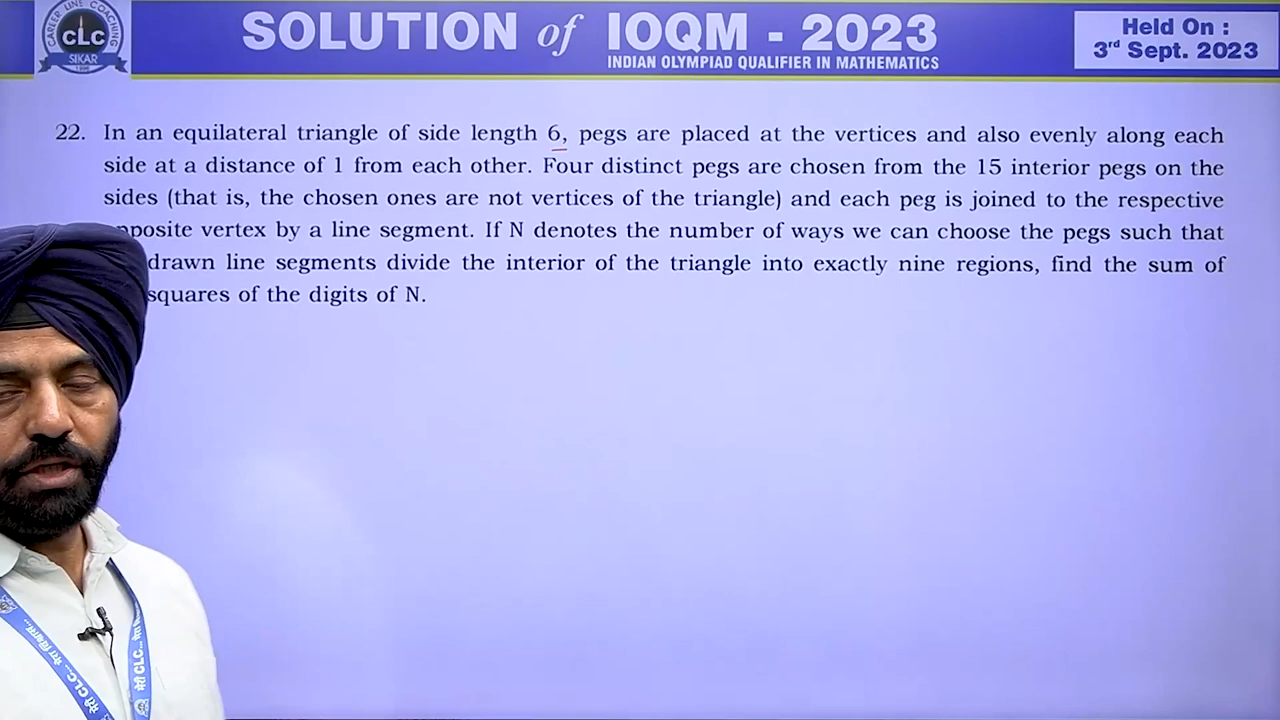 CAREER LINE COACHING
CLC
SIKAR
SOLUTION of IOQM - 2023
INDIAN OLYMPIAD QUALIFIER IN MATHEMATICS
Held On :
3rd Sept. 2023
22. In an equilateral triangle of side length 6, pegs are placed at the vertices and also evenly along each
side at a distance of 1 from each other. Four distinct pegs are chosen from the 15 interior pegs on the
sides (that is, the chosen ones are not vertices of the triangle) and each peg is joined to the respective
vertex by a line segment. If N denotes the number of ways we can choose the pegs such that
drawn line segments divide the interior of the triangle into exactly nine regions, find the sum of
squares of the digits of N.
CLC
CLC